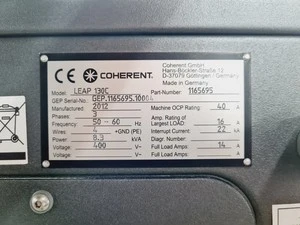 CE COHERENT
Coherent GmbH
Hans-Böckler-Straße 12
D-37079 Göttingen / Germany
Made in Germany
Model: LEAP 130C
Part-Number: 1165695
GEP Serial-No: GEP.1165695.10004
Manufactured: 2012
Phases: 3
Frequency: 50 - 60 Hz
Wires: 4 +GND (PE)
Power: 8.3 kVA
Voltage: 400 V~
Machine OCP Rating: 40 A
Amp. Rating of
Largest LOAD: 16 A
Interrupt Current: 22 kA
Diagr. Number:
Full Load Amps: 14 A
Full Load Amps: A